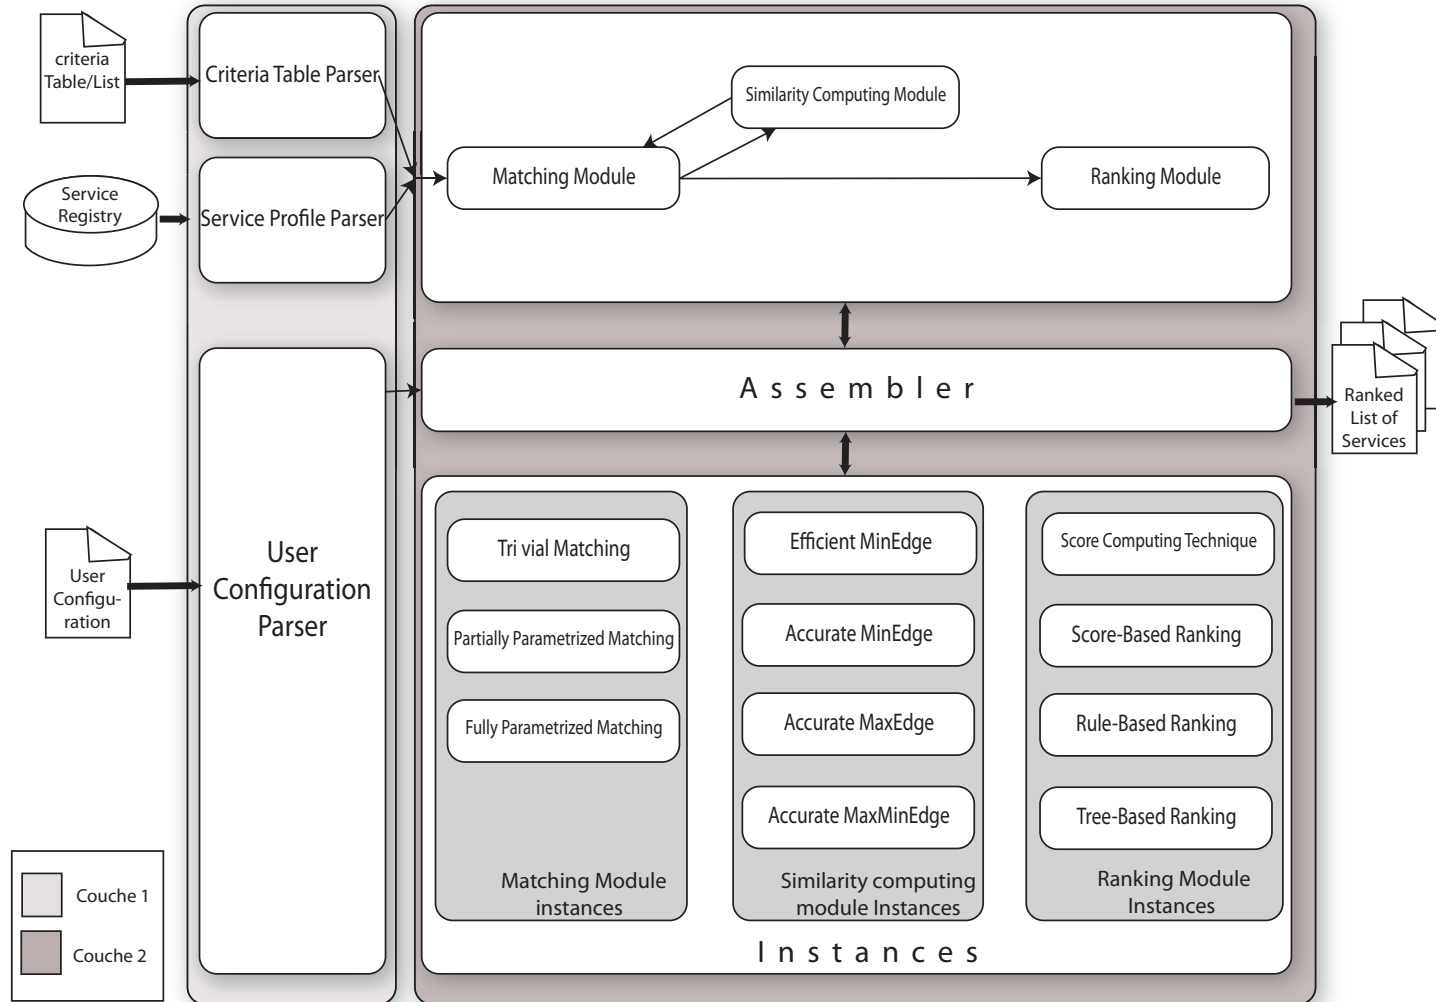 criteria
Table/List
Criteria Table Parser
Similarity Computing Module
Matching Module
Ranking Module
Service
Registry
Service Profile Parser
Assembler
Ranked
List of
Services
User
Configu-
ration
User
Configuration
Parser
Tri vial Matching
Partially Parametrized Matching
Fully Parametrized Matching
Matching Module
instances
Efficient MinEdge
Accurate MinEdge
Accurate MaxEdge
Accurate MaxMinEdge
Similarity computing
module Instances
Score Computing Technique
Score-Based Ranking
Rule-Based Ranking
Tree-Based Ranking
Ranking Module
Instances
Instances
Couche 1
Couche 2